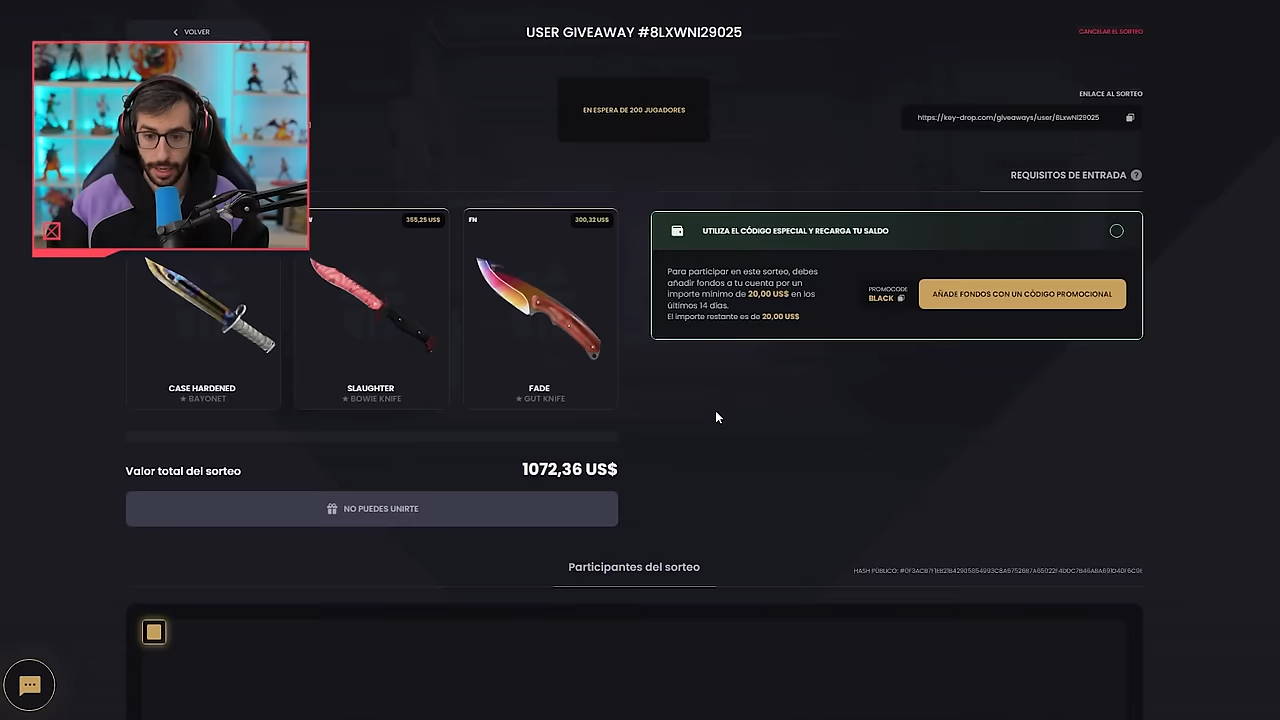 VOLVER
USER GIVEAWAY #8LXWNI29025
CANCELAR EL SORTEO
EN ESPERA DE 200 JUGADORES
ENLACE AL SORTEO
https://key-drop.com/giveaways/user/8LxwNl29025
REQUISITOS DE ENTRADA ?
355,25 US$
FN
300,32 US$
CASE HARDENED
★ BAYONET
SLAUGHTER
★ BOWIE KNIFE
FADE
★ GUT KNIFE
UTILIZA EL CÓDIGO ESPECIAL Y RECARGA TU SALDO
Para participar en este sorteo, debes
añadir fondos a tu cuenta por un
importe mínimo de 20,00 US$ en los
últimos 14 días.
El importe restante es de 20,00 US$
PROMOCODE
BLACK
AÑADE FONDOS CON UN CÓDIGO PROMOCIONAL
Valor total del sorteo
1072,36 US$
NO PUEDES UNIRTE
Participantes del sorteo
HASH PÚBLICO: